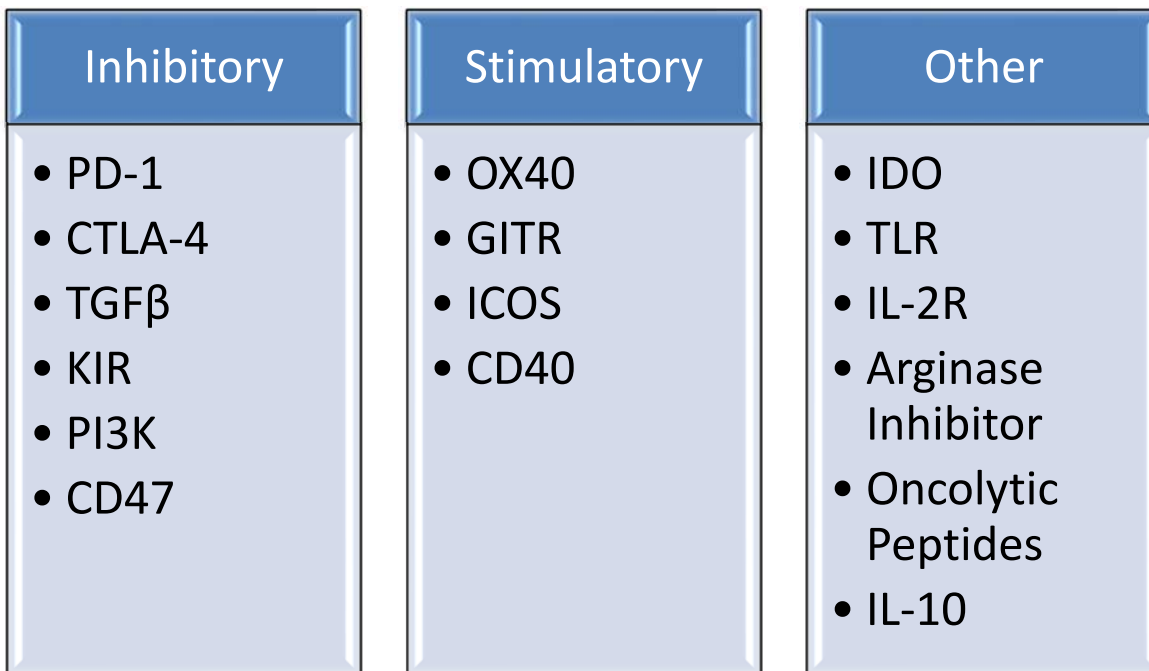 Inhibitory
• PD-1
• CTLA-4
• TGFβ
• KIR
• PI3K
• CD47
Stimulatory
• OX40
• GITR
• ICOS
• CD40
Other
• IDO
• TLR
• IL-2R
• Arginase
Inhibitor
• Oncolytic
Peptides
• IL-10